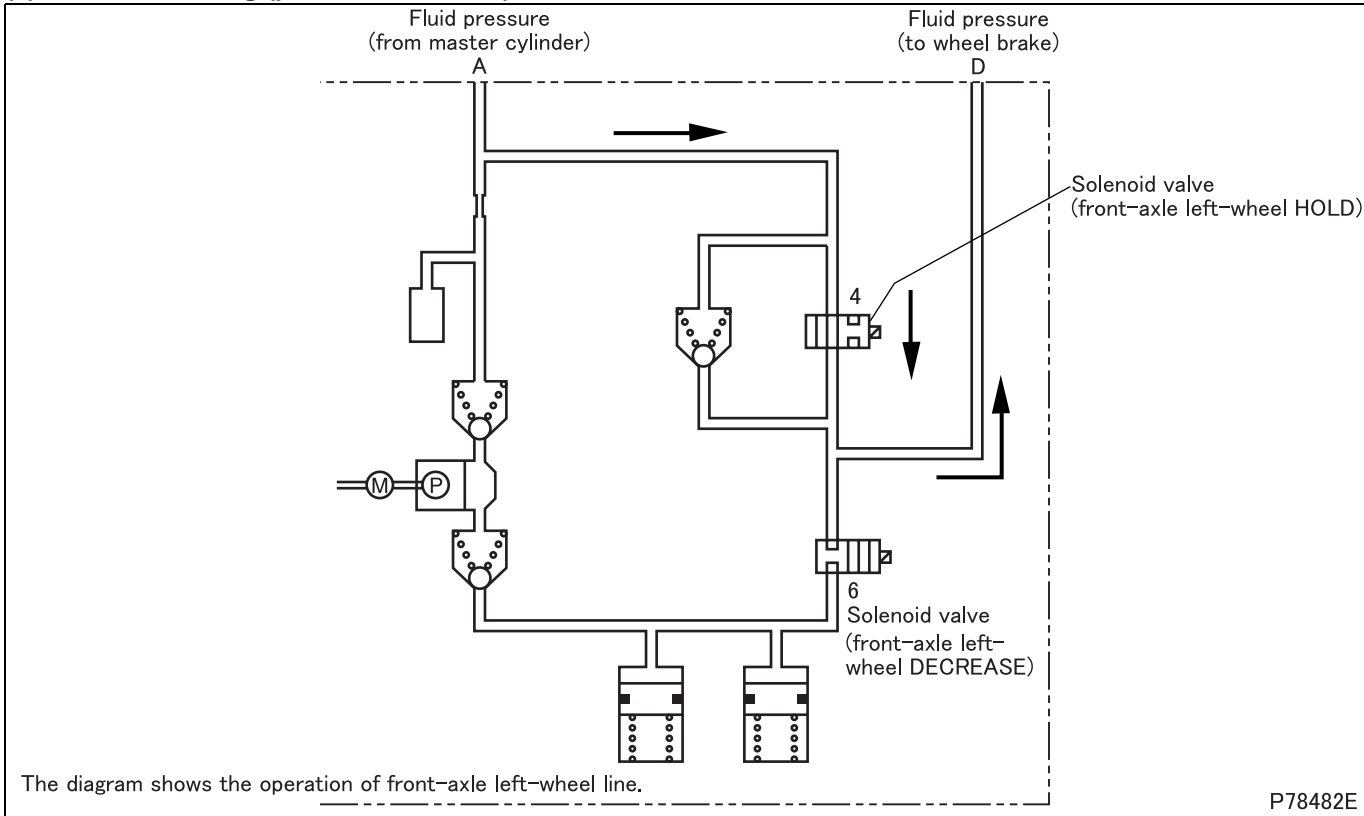 Fluid pressure
(from master cylinder)
A
Fluid pressure
(to wheel brake)
D
Solenoid valve
(front-axle left-wheel HOLD)
4
M
P
6
Solenoid valve
(front-axle left-
wheel DECREASE)
The diagram shows the operation of front-axle left-wheel line.
P78482E